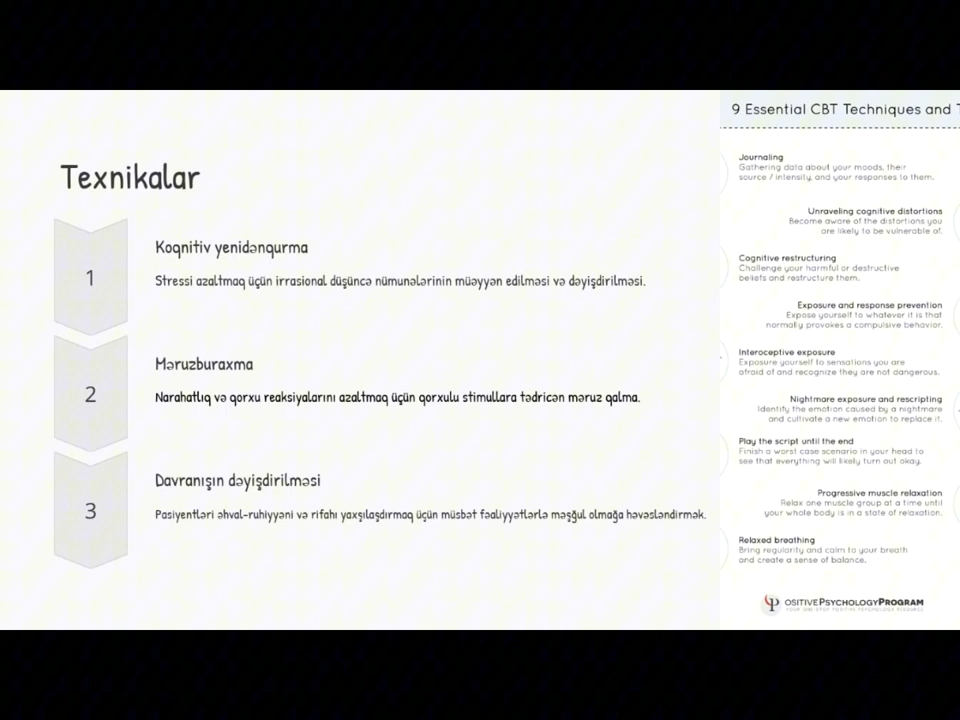 Texnikalar
1
Koqnitiv yenidənqurma
Stressi azaltmaq üçün irrasional düşüncə nümunələrinin müəyyən edilməsi və dəyişdirilməsi.
2
Məruzburaxma
Narahatlıq və qorxu reaksiyalarını azaltmaq üçün qorxulu stimullara tədricən məruz qalma.
3
Davranışın dəyişdirilməsi
Pasiyentləri əhval-ruhiyyəni və rifahı yaxşılaşdırmaq üçün müsbət fəaliyyətlərlə məşğul olmağa həvəsləndirmək.
9 Essential CBT Techniques and T
Journaling
Gathering data about your moods, their
source / intensity, and your responses to them.
Unraveling cognitive distortions
Become aware of the distortions you
are likely to be vulnerable of.
Cognitive restructuring
Challenge your harmful or destructive
beliefs and restructure them.
Exposure and response prevention
Expose yourself to whatever it is that
normally provokes a compulsive behavior.
Interoceptive exposure
Exposure yourself to sensations you are
afraid of and recognize they are not dangerous.
Nightmare exposure and rescripting
Identify the emotion caused by a nightmare
and cultivate a new emotion to replace it.
Play the script until the end
Finish a worst case scenario in your head to
see that everything will likely turn out okay.
Progressive muscle relaxation
Relax one muscle group at a time until
your whole body is in a state of relaxation.
Relaxed breathing
Bring regularity and calm to your breath
and create a sense of balance.
POSITIVEPSYCHOLOGYPROGRAM